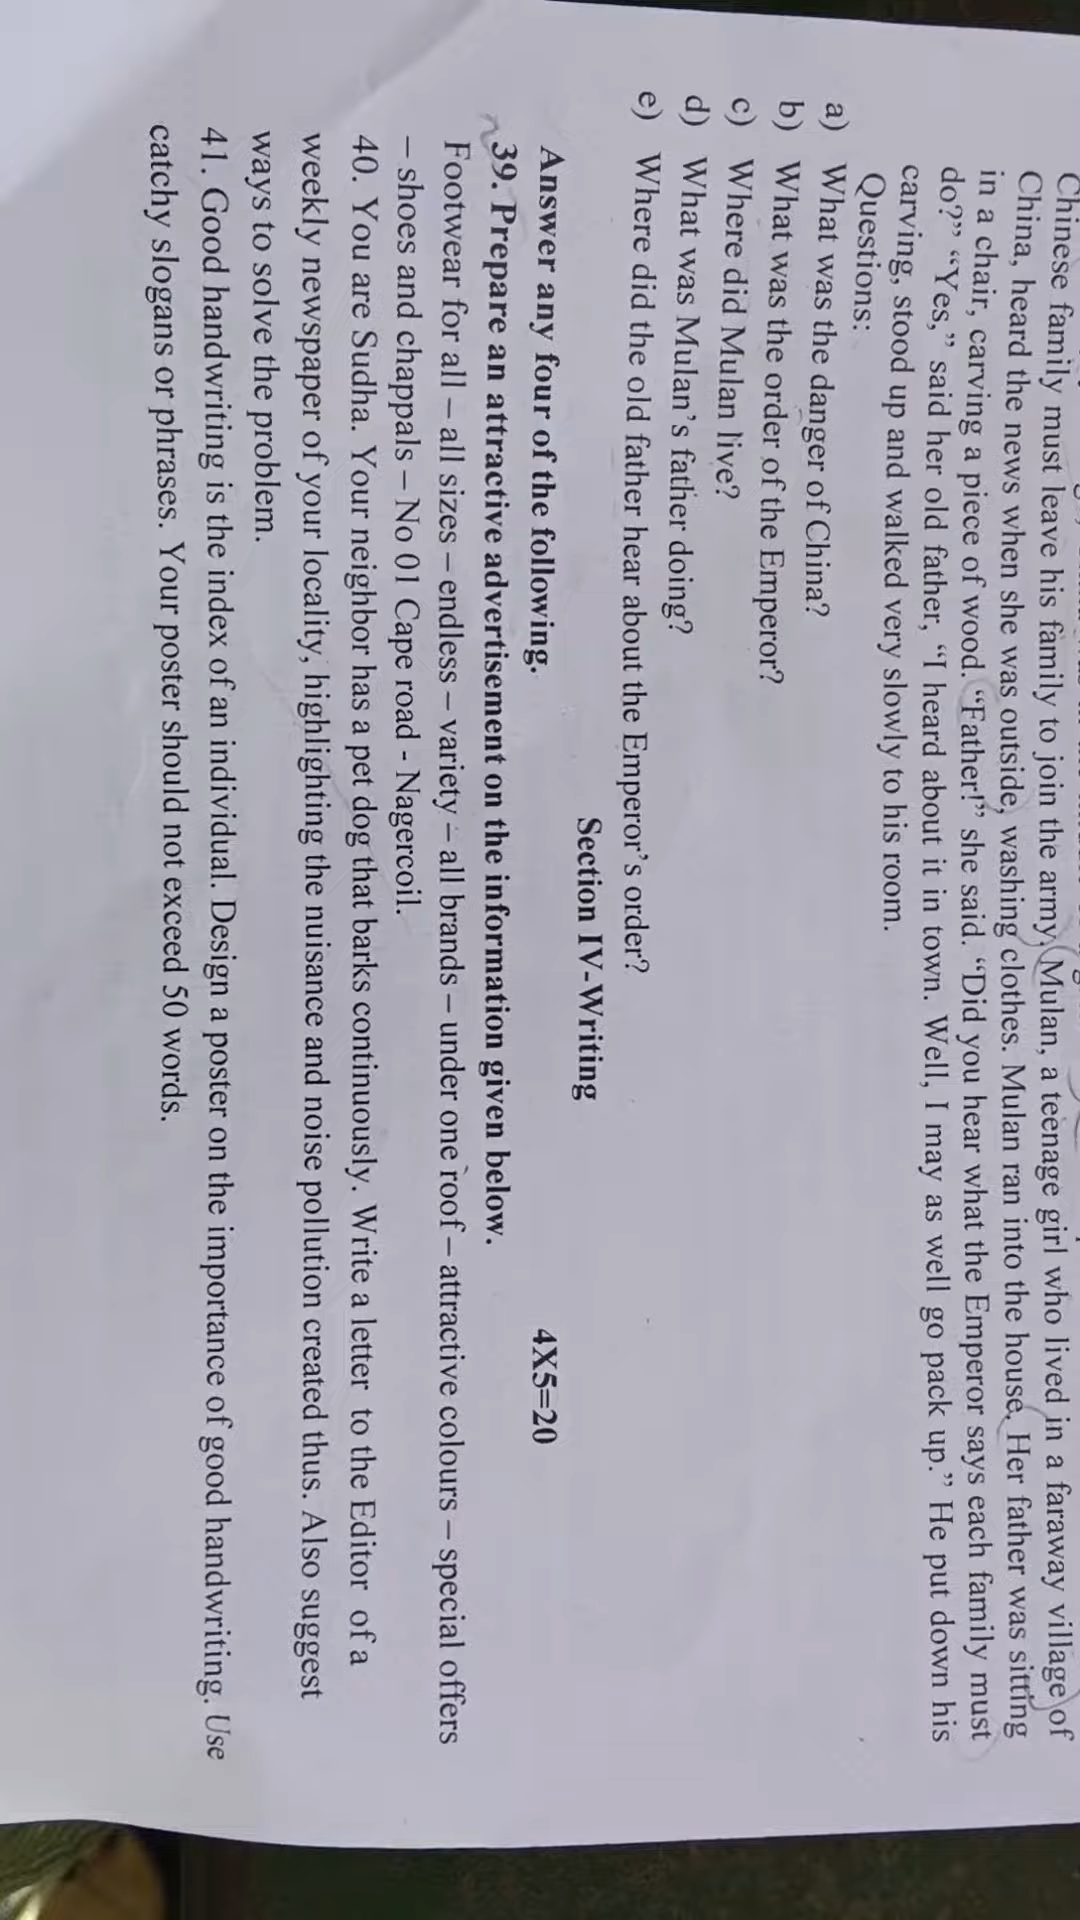 Chinese family must leave his family to join the army. Mulan, a teenage girl who lived in a faraway village of
China, heard the news when she was outside, washing clothes. Mulan ran into the house. Her father was sitting
in a chair, carving a piece of wood. “Father!” she said. “Did you hear what the Emperor says each family must
do?” “Yes,” said her old father, “I heard about it in town. Well, I may as well go pack up.” He put down his
carving, stood up and walked very slowly to his room.
Questions:
a) What was the danger of China?
b) What was the order of the Emperor?
c) Where did Mulan live?
d) What was Mulan’s father doing?
e) Where did the old father hear about the Emperor’s order?
Section IV-Writing
Answer any four of the following. 4X5=20
39. Prepare an attractive advertisement on the information given below.
Footwear for all – all sizes – endless – variety – all brands – under one roof – attractive colours – special offers
– shoes and chappals – No 01 Cape road - Nagercoil.
40. You are Sudha. Your neighbor has a pet dog that barks continuously. Write a letter to the Editor of a
weekly newspaper of your locality, highlighting the nuisance and noise pollution created thus. Also suggest
ways to solve the problem.
41. Good handwriting is the index of an individual. Design a poster on the importance of good handwriting. Use
catchy slogans or phrases. Your poster should not exceed 50 words.